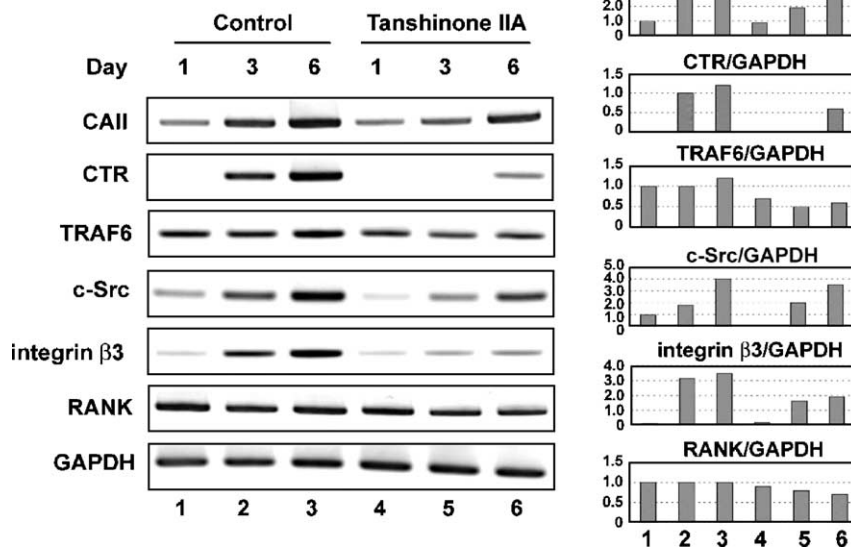 Control Tanshinone IIA
Day 1 3 6 1 3 6
CAII
CTR
TRAF6
c-Src
integrin β3
RANK
GAPDH
1 2 3 4 5 6
2.0
1.0
0
CTR/GAPDH
1.5
1.0
0.5
0
TRAF6/GAPDH
1.5
1.0
0.5
0
c-Src/GAPDH
5.0
4.0
3.0
2.0
1.0
0
integrin β3/GAPDH
4.0
3.0
2.0
1.0
0
RANK/GAPDH
1.5
1.0
0.5
0
1 2 3 4 5 6